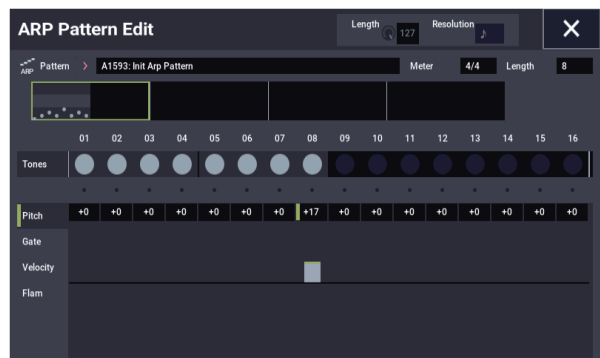 ARP Pattern Edit
Length 127 Resolution
ARP Pattern > A1593: Init Arp Pattern Meter 4/4 Length 8
01 02 03 04 05 06 07 08 09 10 11 12 13 14 15 16
Tones
Pitch +0 +0 +0 +0 +0 +0 +0 +17 +0 +0 +0 +0 +0 +0 +0 +0
Gate
Velocity
Flam